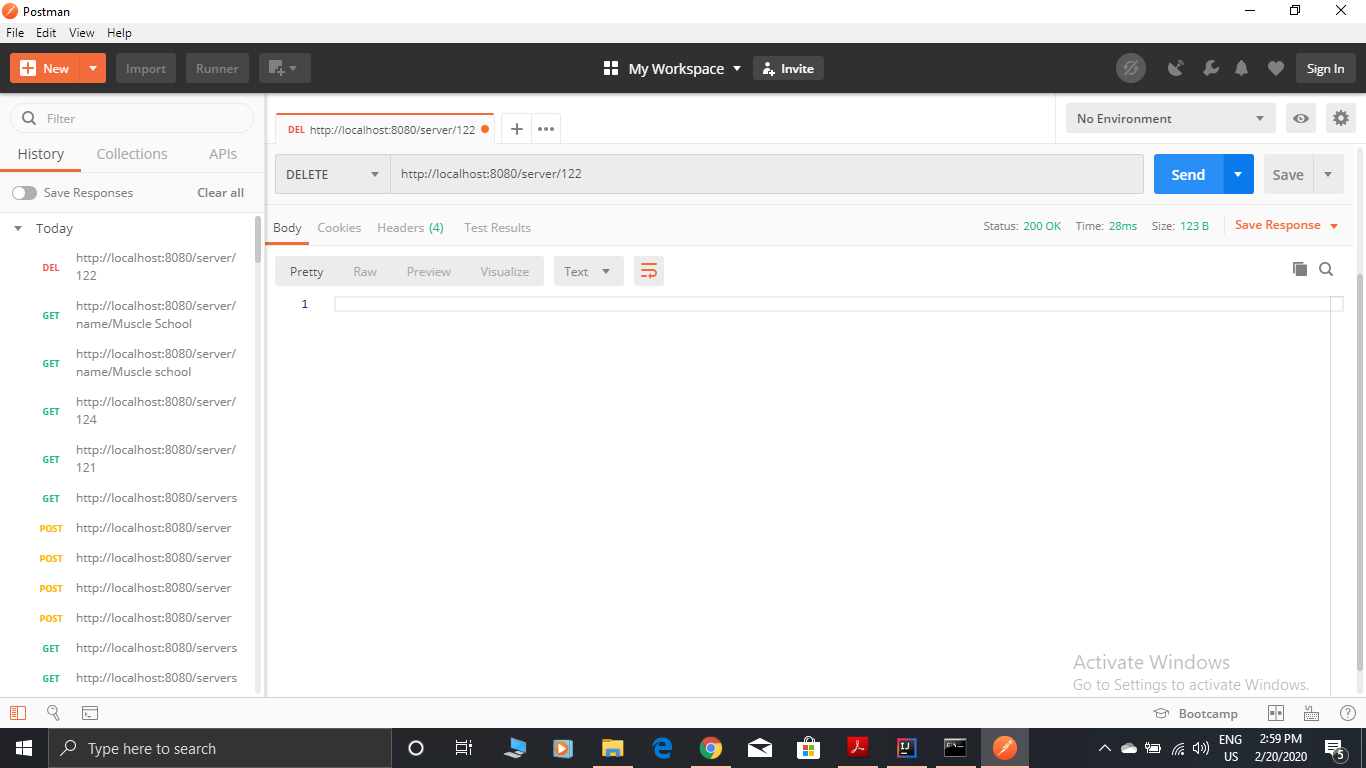 Postman
File Edit View Help
New Import Runner My Workspace Invite Sign In
Filter
History Collections APIs
Save Responses Clear all
Today
DEL http://localhost:8080/server/
122
GET http://localhost:8080/server/
name/Muscle School
GET http://localhost:8080/server/
name/Muscle school
GET http://localhost:8080/server/
124
GET http://localhost:8080/server/
121
GET http://localhost:8080/servers
POST http://localhost:8080/server
POST http://localhost:8080/server
POST http://localhost:8080/server
POST http://localhost:8080/server
GET http://localhost:8080/servers
GET http://localhost:8080/servers
DEL http://localhost:8080/server/122
No Environment
DELETE http://localhost:8080/server/122 Send Save
Body Cookies Headers (4) Test Results Status: 200 OK Time: 28ms Size: 123 B Save Response
Pretty Raw Preview Visualize Text
1
Activate Windows
Go to Settings to activate Windows.
Bootcamp
Type here to search
ENG
US
2:59 PM
2/20/2020
5